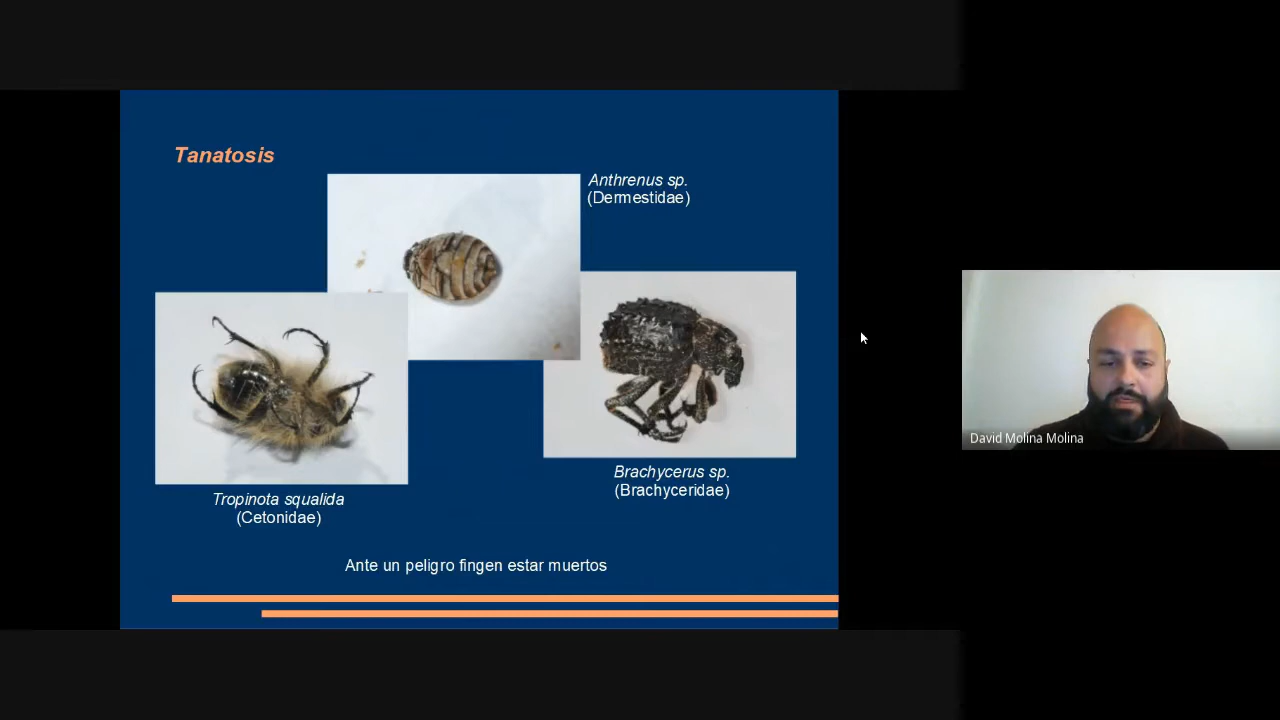 Tanatosis
Anthrenus sp.
(Dermestidae)
Brachycerus sp.
(Brachyceridae)
Tropinota squalida
(Cetonidae)
Ante un peligro fingen estar muertos
David Molina Molina